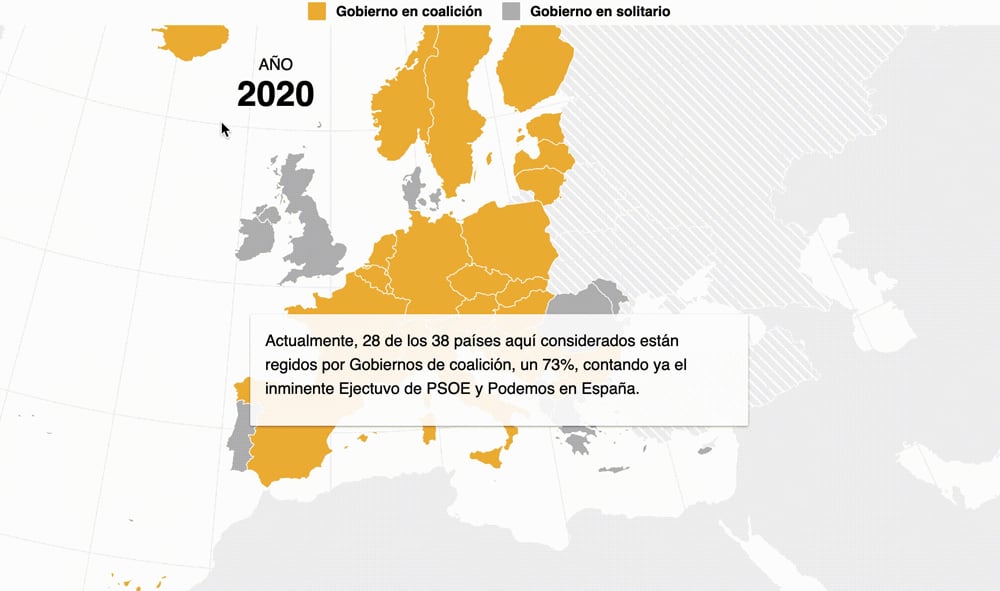 Gobierno en coalición Gobierno en solitario
AÑO
2020
Actualmente, 28 de los 38 países aquí considerados están
regidos por Gobiernos de coalición, un 73%, contando ya el
inminente Ejectuvo de PSOE y Podemos en España.